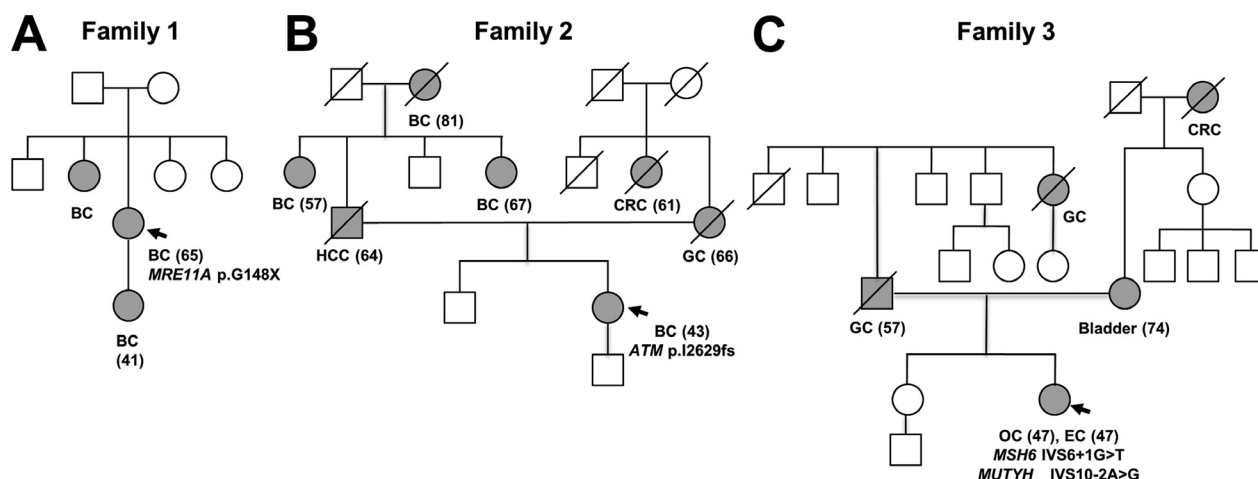 A Family 1
BC
BC (65)
MRE11A p.G148X
BC
(41)
B Family 2
BC (81)
BC (57)
BC (67)
CRC (61)
HCC (64)
GC (66)
BC (43)
ATM p.I2629fs
C Family 3
CRC
GC
GC (57)
Bladder (74)
OC (47), EC (47)
MSH6 IVS6+1G>T
MUTYH IVS10-2A>G